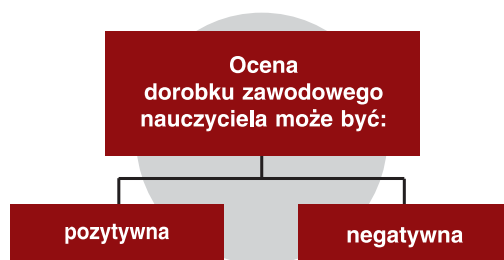 Ocena
dorobku zawodowego
nauczyciela może być:
pozytywna
negatywna